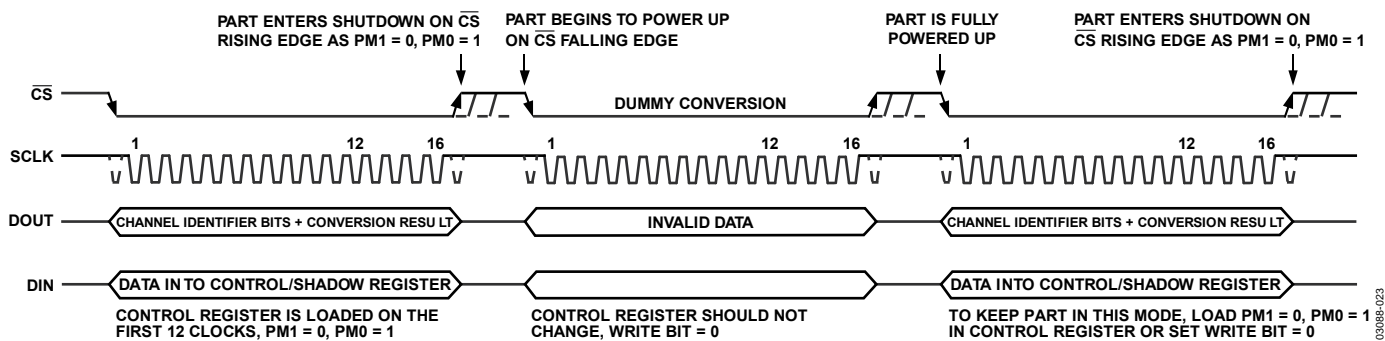 PART ENTERS SHUTDOWN ON CS
RISING EDGE AS PM1 = 0, PM0 = 1
PART BEGINS TO POWER UP
ON CS FALLING EDGE
PART IS FULLY
POWERED UP
PART ENTERS SHUTDOWN ON
CS RISING EDGE AS PM1 = 0, PM0 = 1
CS
DUMMY CONVERSION
SCLK
1 12 16
1 12 16
1 12 16
DOUT
CHANNEL IDENTIFIER BITS + CONVERSION RESULT
INVALID DATA
CHANNEL IDENTIFIER BITS + CONVERSION RESULT
DIN
DATA IN TO CONTROL/SHADOW REGISTER
DATA INTO CONTROL/SHADOW REGISTER
CONTROL REGISTER IS LOADED ON THE
FIRST 12 CLOCKS, PM1 = 0, PM0 = 1
CONTROL REGISTER SHOULD NOT
CHANGE, WRITE BIT = 0
TO KEEP PART IN THIS MODE, LOAD PM1 = 0, PM0 = 1
IN CONTROL REGISTER OR SET WRITE BIT = 0
03088-023